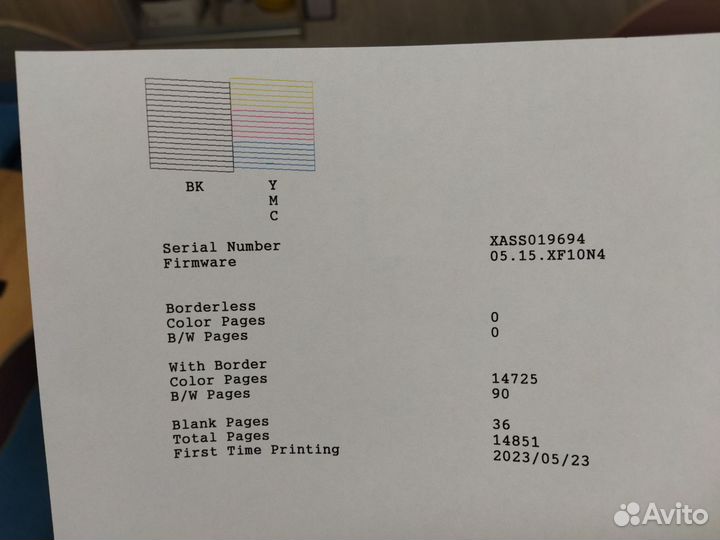 BK
Y
M
C
Serial Number XASS019694
Firmware 05.15.XF10N4
Borderless
Color Pages 0
B/W Pages 0
With Border
Color Pages 14725
B/W Pages 90
Blank Pages 36
Total Pages 14851
First Time Printing 2023/05/23
Avito